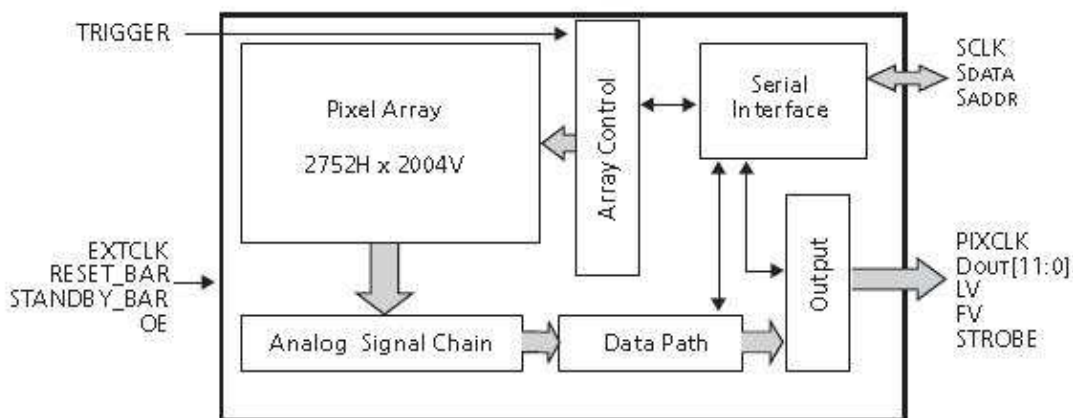 TRIGGER
Pixel Array
2752H x 2004V
Array Control
Serial
Interface
SCLK
SDATA
SADDR
EXTCLK
RESET_BAR
STANDBY_BAR
OE
Analog Signal Chain
Data Path
Output
PIXCLK
DOUT[11:0]
LV
FV
STROBE